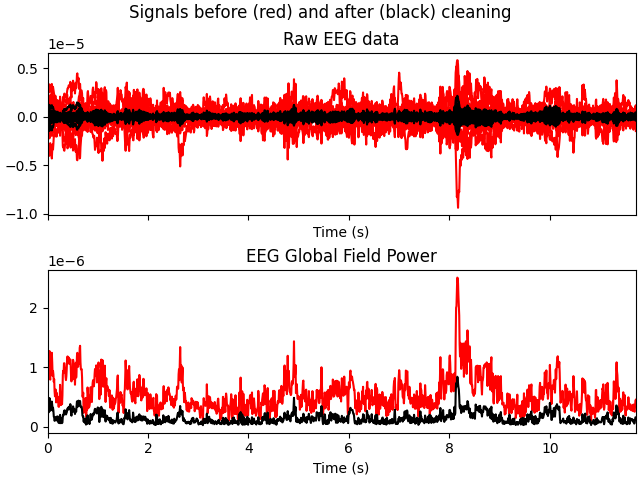 Signals before (red) and after (black) cleaning
Raw EEG data
1e−5
0.5
0.0
−0.5
−1.0
Time (s)
EEG Global Field Power
1e−6
2
1
0
0 2 4 6 8 10
Time (s)